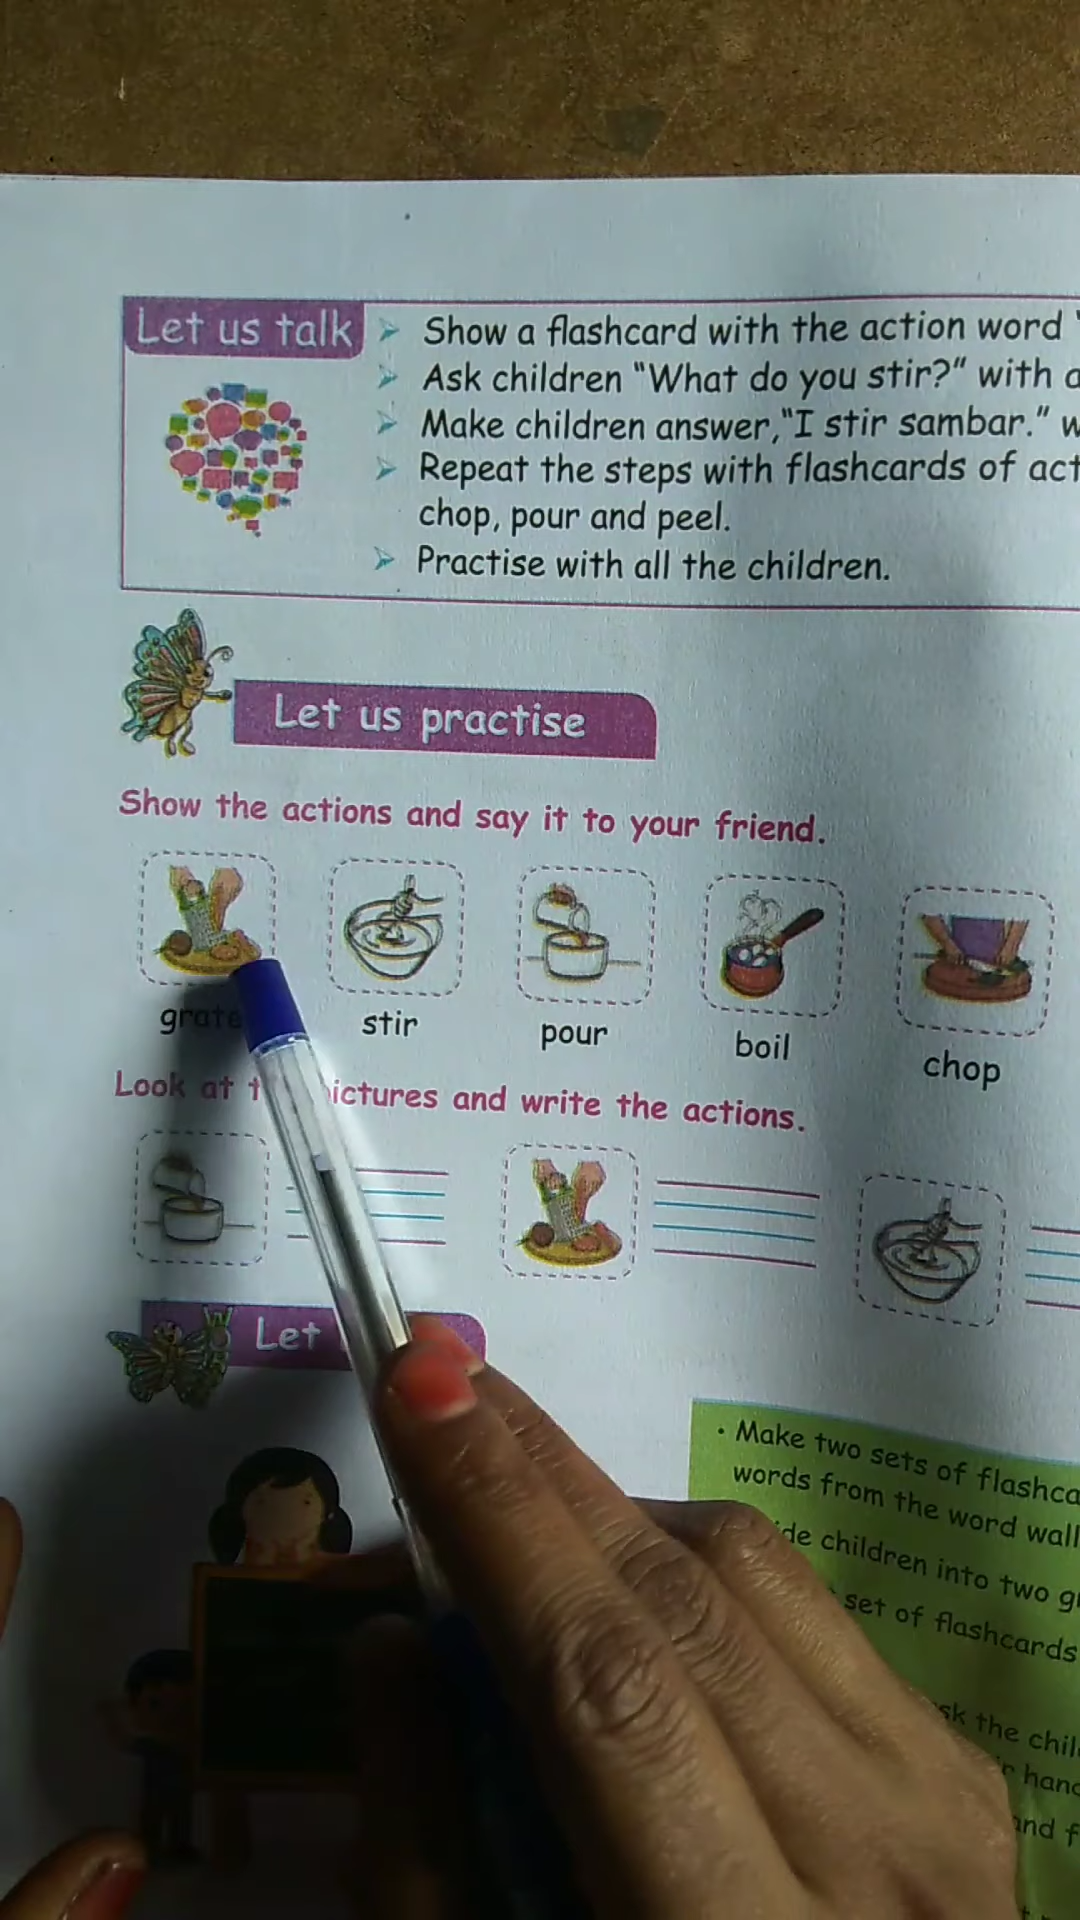 Let us talk
Show a flashcard with the action word "
Ask children "What do you stir?" with a
Make children answer,"I stir sambar." w
Repeat the steps with flashcards of act
chop, pour and peel.
Practise with all the children.
Let us practise
Show the actions and say it to your friend.
grate stir pour boil chop
Look at t ictures and write the actions.
Let
• Make two sets of flashca
words from the word wall
ide children into two g
set of flashcards
sk the chil
r hand
and f